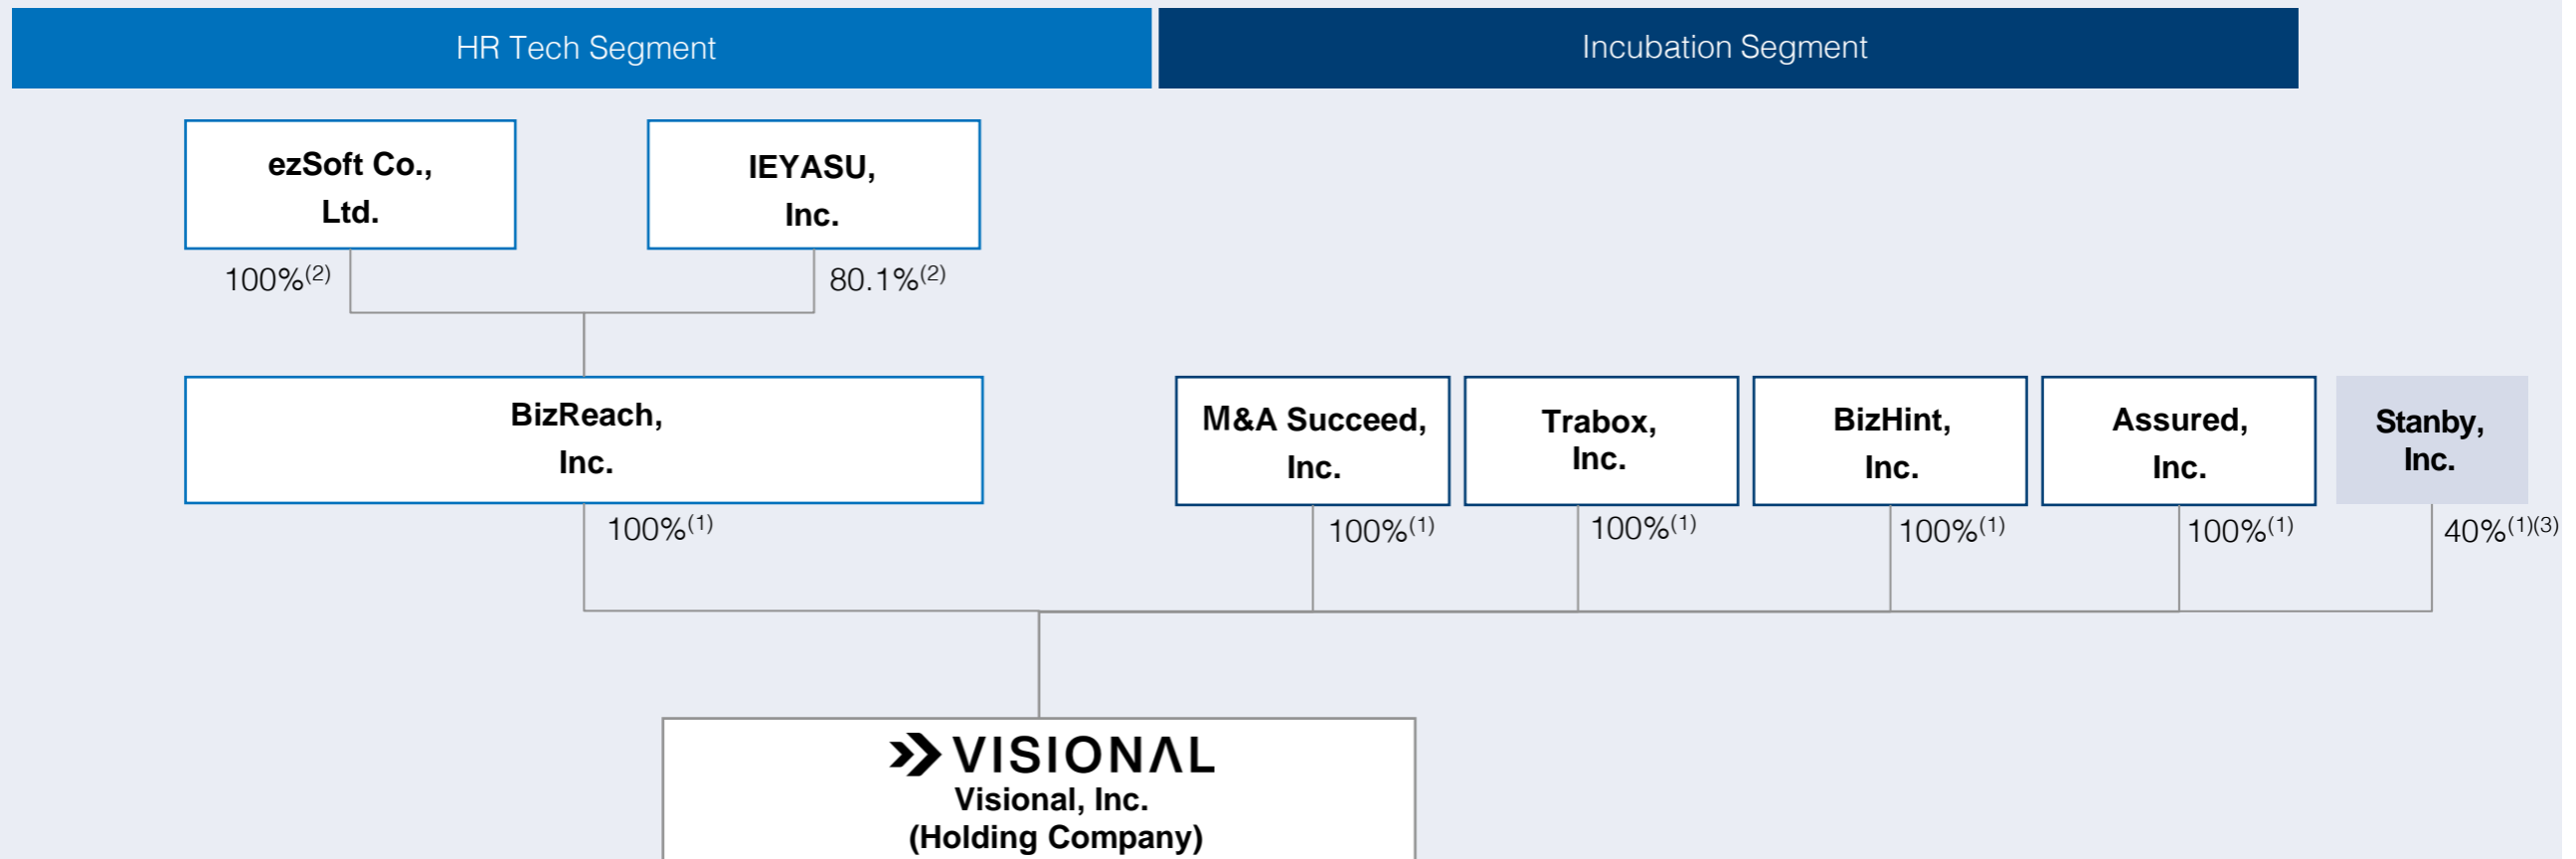 HR Tech Segment
Incubation Segment
ezSoft Co.,
Ltd.
IEYASU,
Inc.
100%(2)
80.1%(2)
BizReach,
Inc.
M&A Succeed,
Inc.
Trabox,
Inc.
BizHint,
Inc.
Assured,
Inc.
Stanby,
Inc.
100%(1)
100%(1)
100%(1)
100%(1)
100%(1)
40%(1)(3)
VISIONAL
Visional, Inc.
(Holding Company)